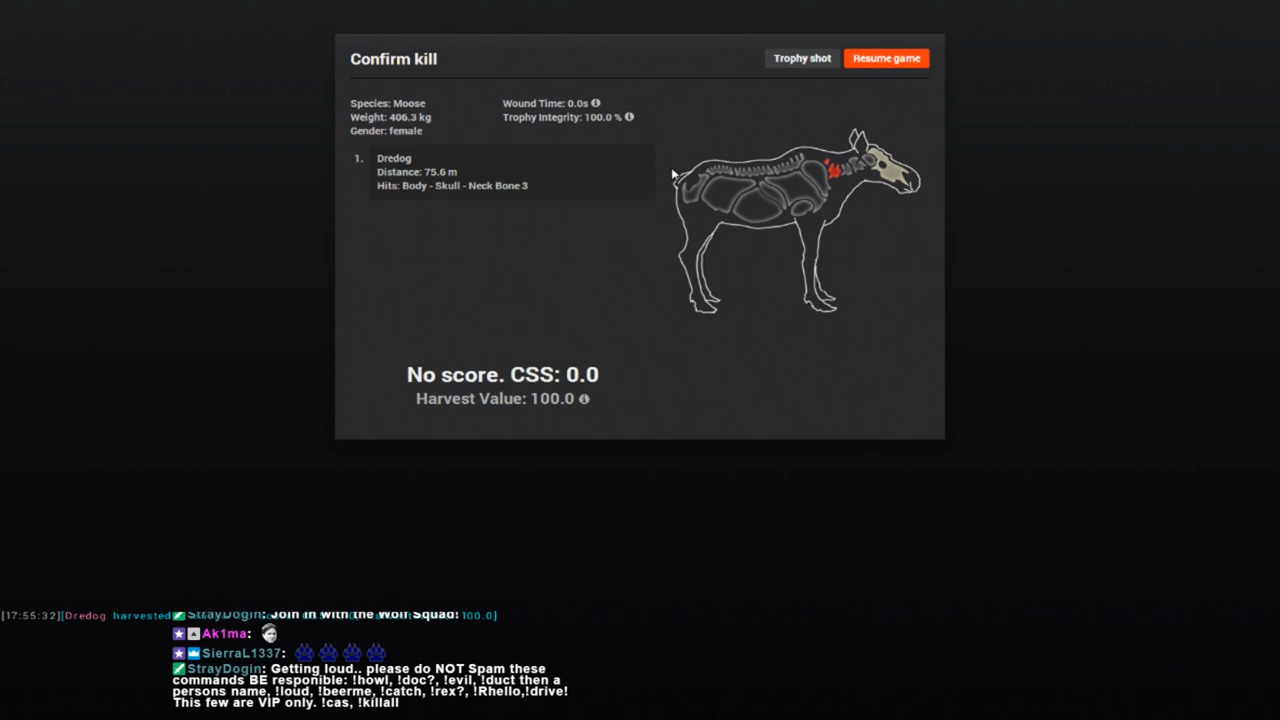 Confirm kill
Trophy shot
Resume game
Species: Moose
Weight: 406.3 kg
Gender: female
Wound Time: 0.0s
Trophy Integrity: 100.0 %
1.
Dredog
Distance: 75.6 m
Hits: Body - Skull - Neck Bone 3
No score. CSS: 0.0
Harvest Value: 100.0
[17:55:32][Dredog harvested
StrayDogin: Join in with the Wolf Squad!
100.0]
Ak1ma:
SierraL1337:
StrayDogin: Getting loud.. please do NOT Spam these
commands BE responible: !howl, !doc?, !evil, !duct then a
persons name, !loud, !beerme, !catch, !rex?, !Rhello,!drive!
This few are VIP only. !cas, !killall